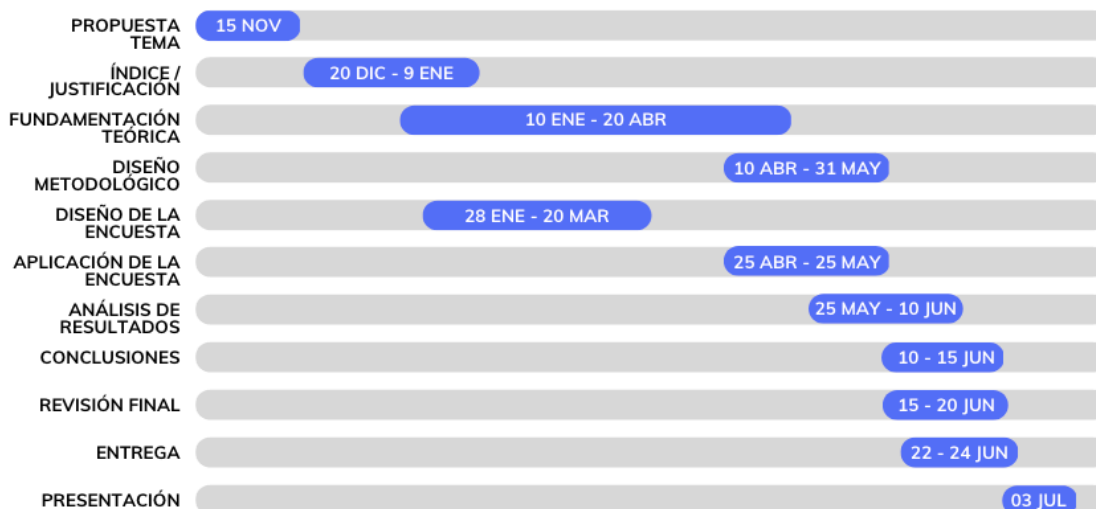 PROPUESTA
TEMA
15 NOV
ÍNDICE /
JUSTIFICACIÓN
20 DIC - 9 ENE
FUNDAMENTACIÓN
TEÓRICA
10 ENE - 20 ABR
DISEÑO
METODOLÓGICO
10 ABR - 31 MAY
DISEÑO DE LA
ENCUESTA
28 ENE - 20 MAR
APLICACIÓN DE LA
ENCUESTA
25 ABR - 25 MAY
ANÁLISIS DE
RESULTADOS
25 MAY - 10 JUN
CONCLUSIONES
10 - 15 JUN
REVISIÓN FINAL
15 - 20 JUN
ENTREGA
22 - 24 JUN
PRESENTACIÓN
03 JUL